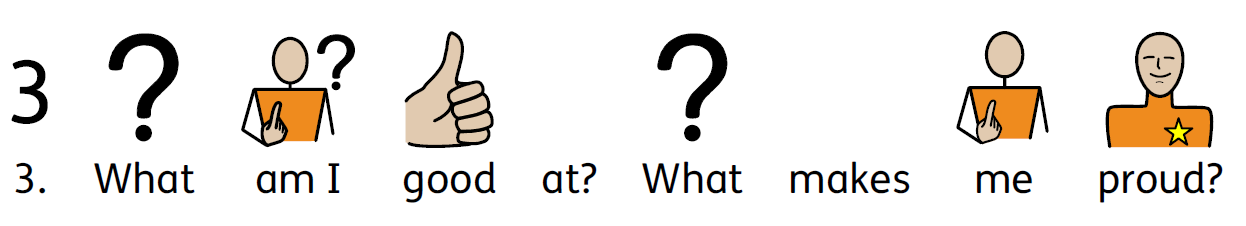 3
3. What am I good at? What makes me proud?